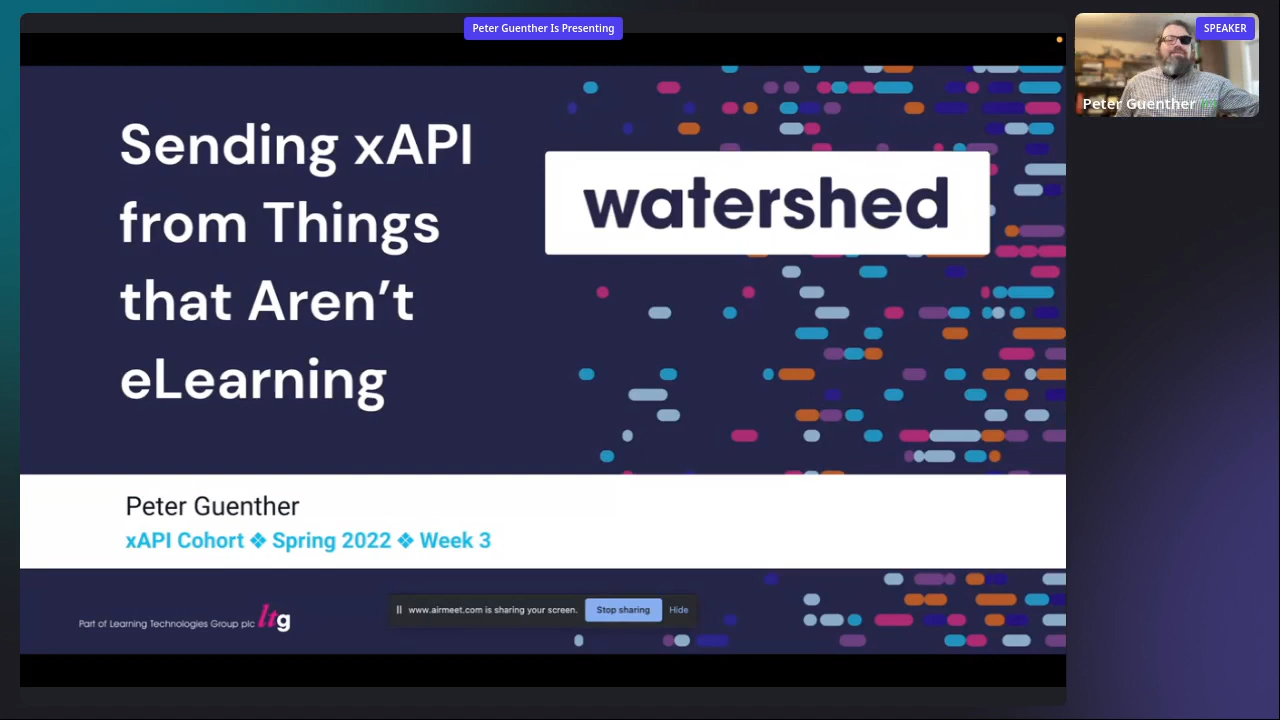 Peter Guenther Is Presenting
SPEAKER
Peter Guenther
Sending xAPI
from Things
that Aren’t
eLearning
watershed
Peter Guenther
xAPI Cohort ❖ Spring 2022 ❖ Week 3
www.airmeet.com is sharing your screen.
Stop sharing
Hide
Part of Learning Technologies Group plc ltg